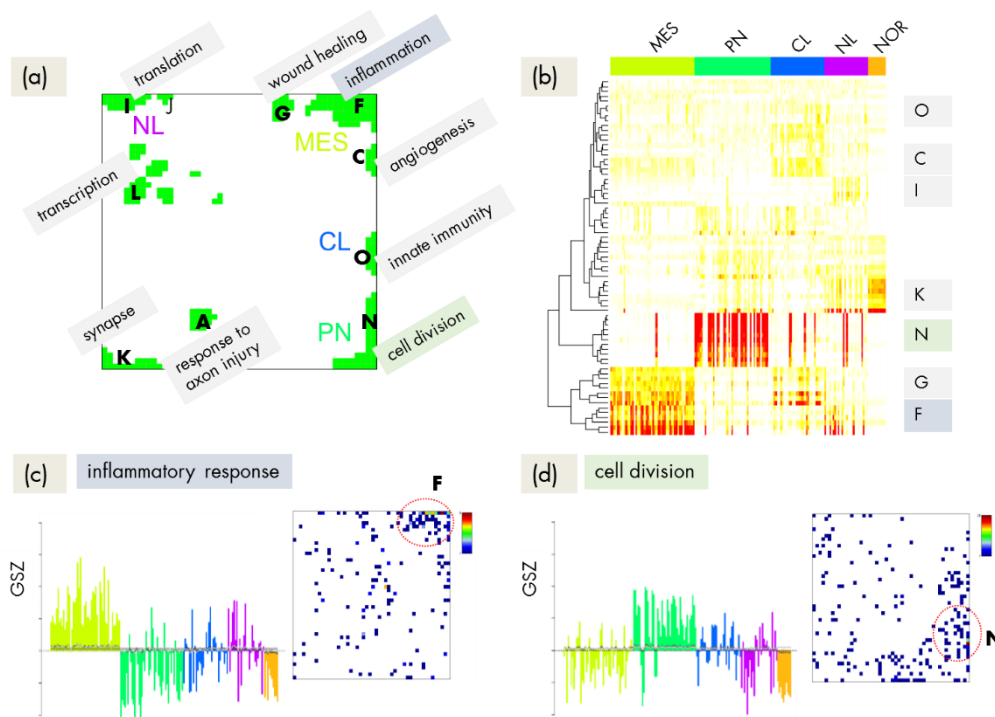 (a)
translation
wound healing
inflammation
I
J
G
F
NL
MES
C
angiogenesis
transcription
L
CL
O
innate immunity
synapse
A
PN
N
cell division
K
response to
axon injury
(b)
MES
PN
CL
NL
NOR
O
C
I
K
N
G
F
(c)
inflammatory response
F
GSZ
(d)
cell division
GSZ
N